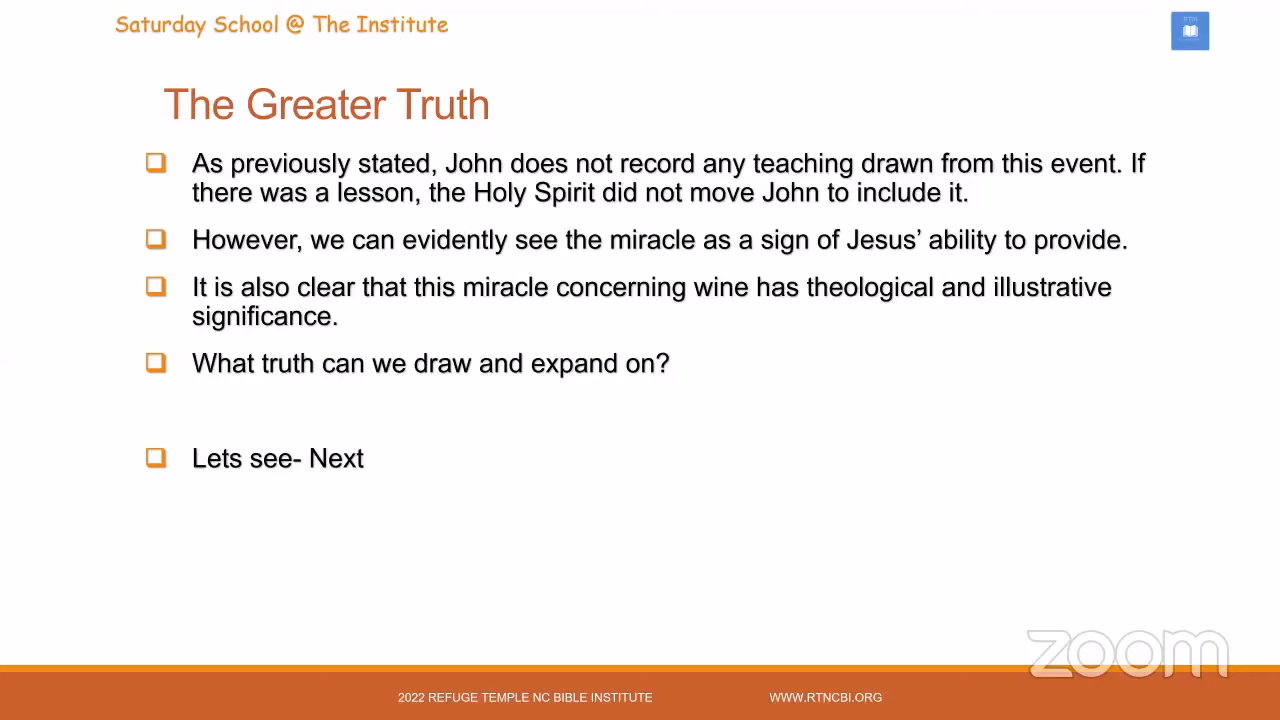 Saturday School @ The Institute
RTNC
The Greater Truth
As previously stated, John does not record any teaching drawn from this event. If
there was a lesson, the Holy Spirit did not move John to include it.
However, we can evidently see the miracle as a sign of Jesus’ ability to provide.
It is also clear that this miracle concerning wine has theological and illustrative
significance.
What truth can we draw and expand on?
Lets see- Next
zoom
2022 REFUGE TEMPLE NC BIBLE INSTITUTE WWW.RTNCBI.ORG